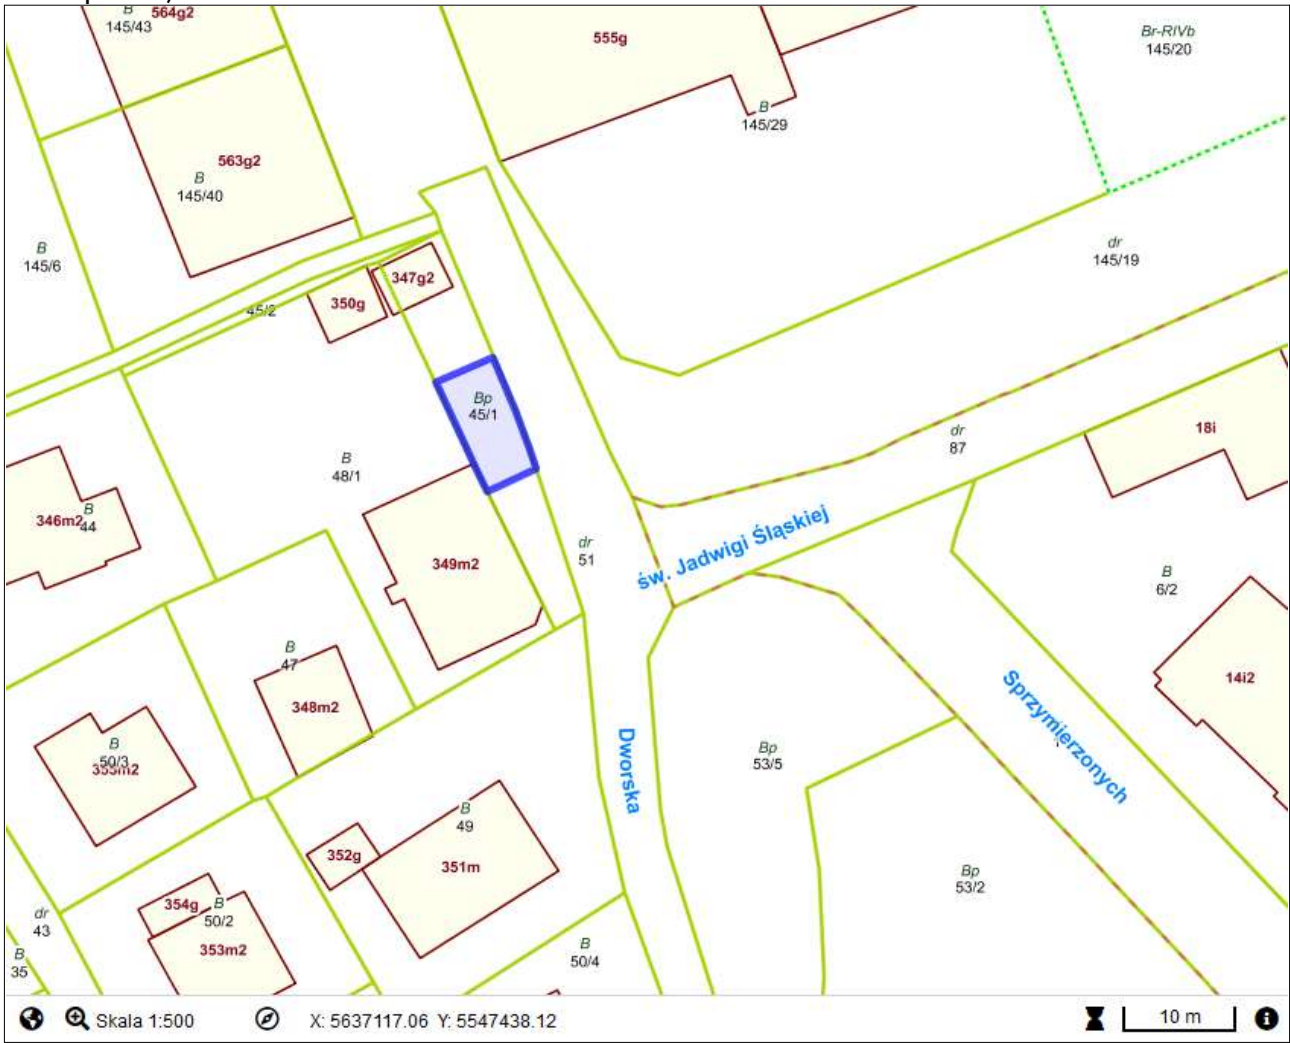 B
145/43
564g2
555g
Br-RIVb
145/20
B
145/29
563g2
B
145/40
B
145/6
dr
145/19
347g2
350g
45/2
Bp
45/1
B
48/1
dr
87
18i
346m2
B
44
św. Jadwigi Śląskiej
dr
51
349m2
B
6/2
B
47
348m2
14i2
Sprzymierzonych
B
50/3
355m2
Dworska
Bp
53/5
B
49
352g
351m
Bp
53/2
354g
B
50/2
dr
43
353m2
B
50/4
B
35
Skala 1:500
X: 5637117.06 Y: 5547438.12
10 m